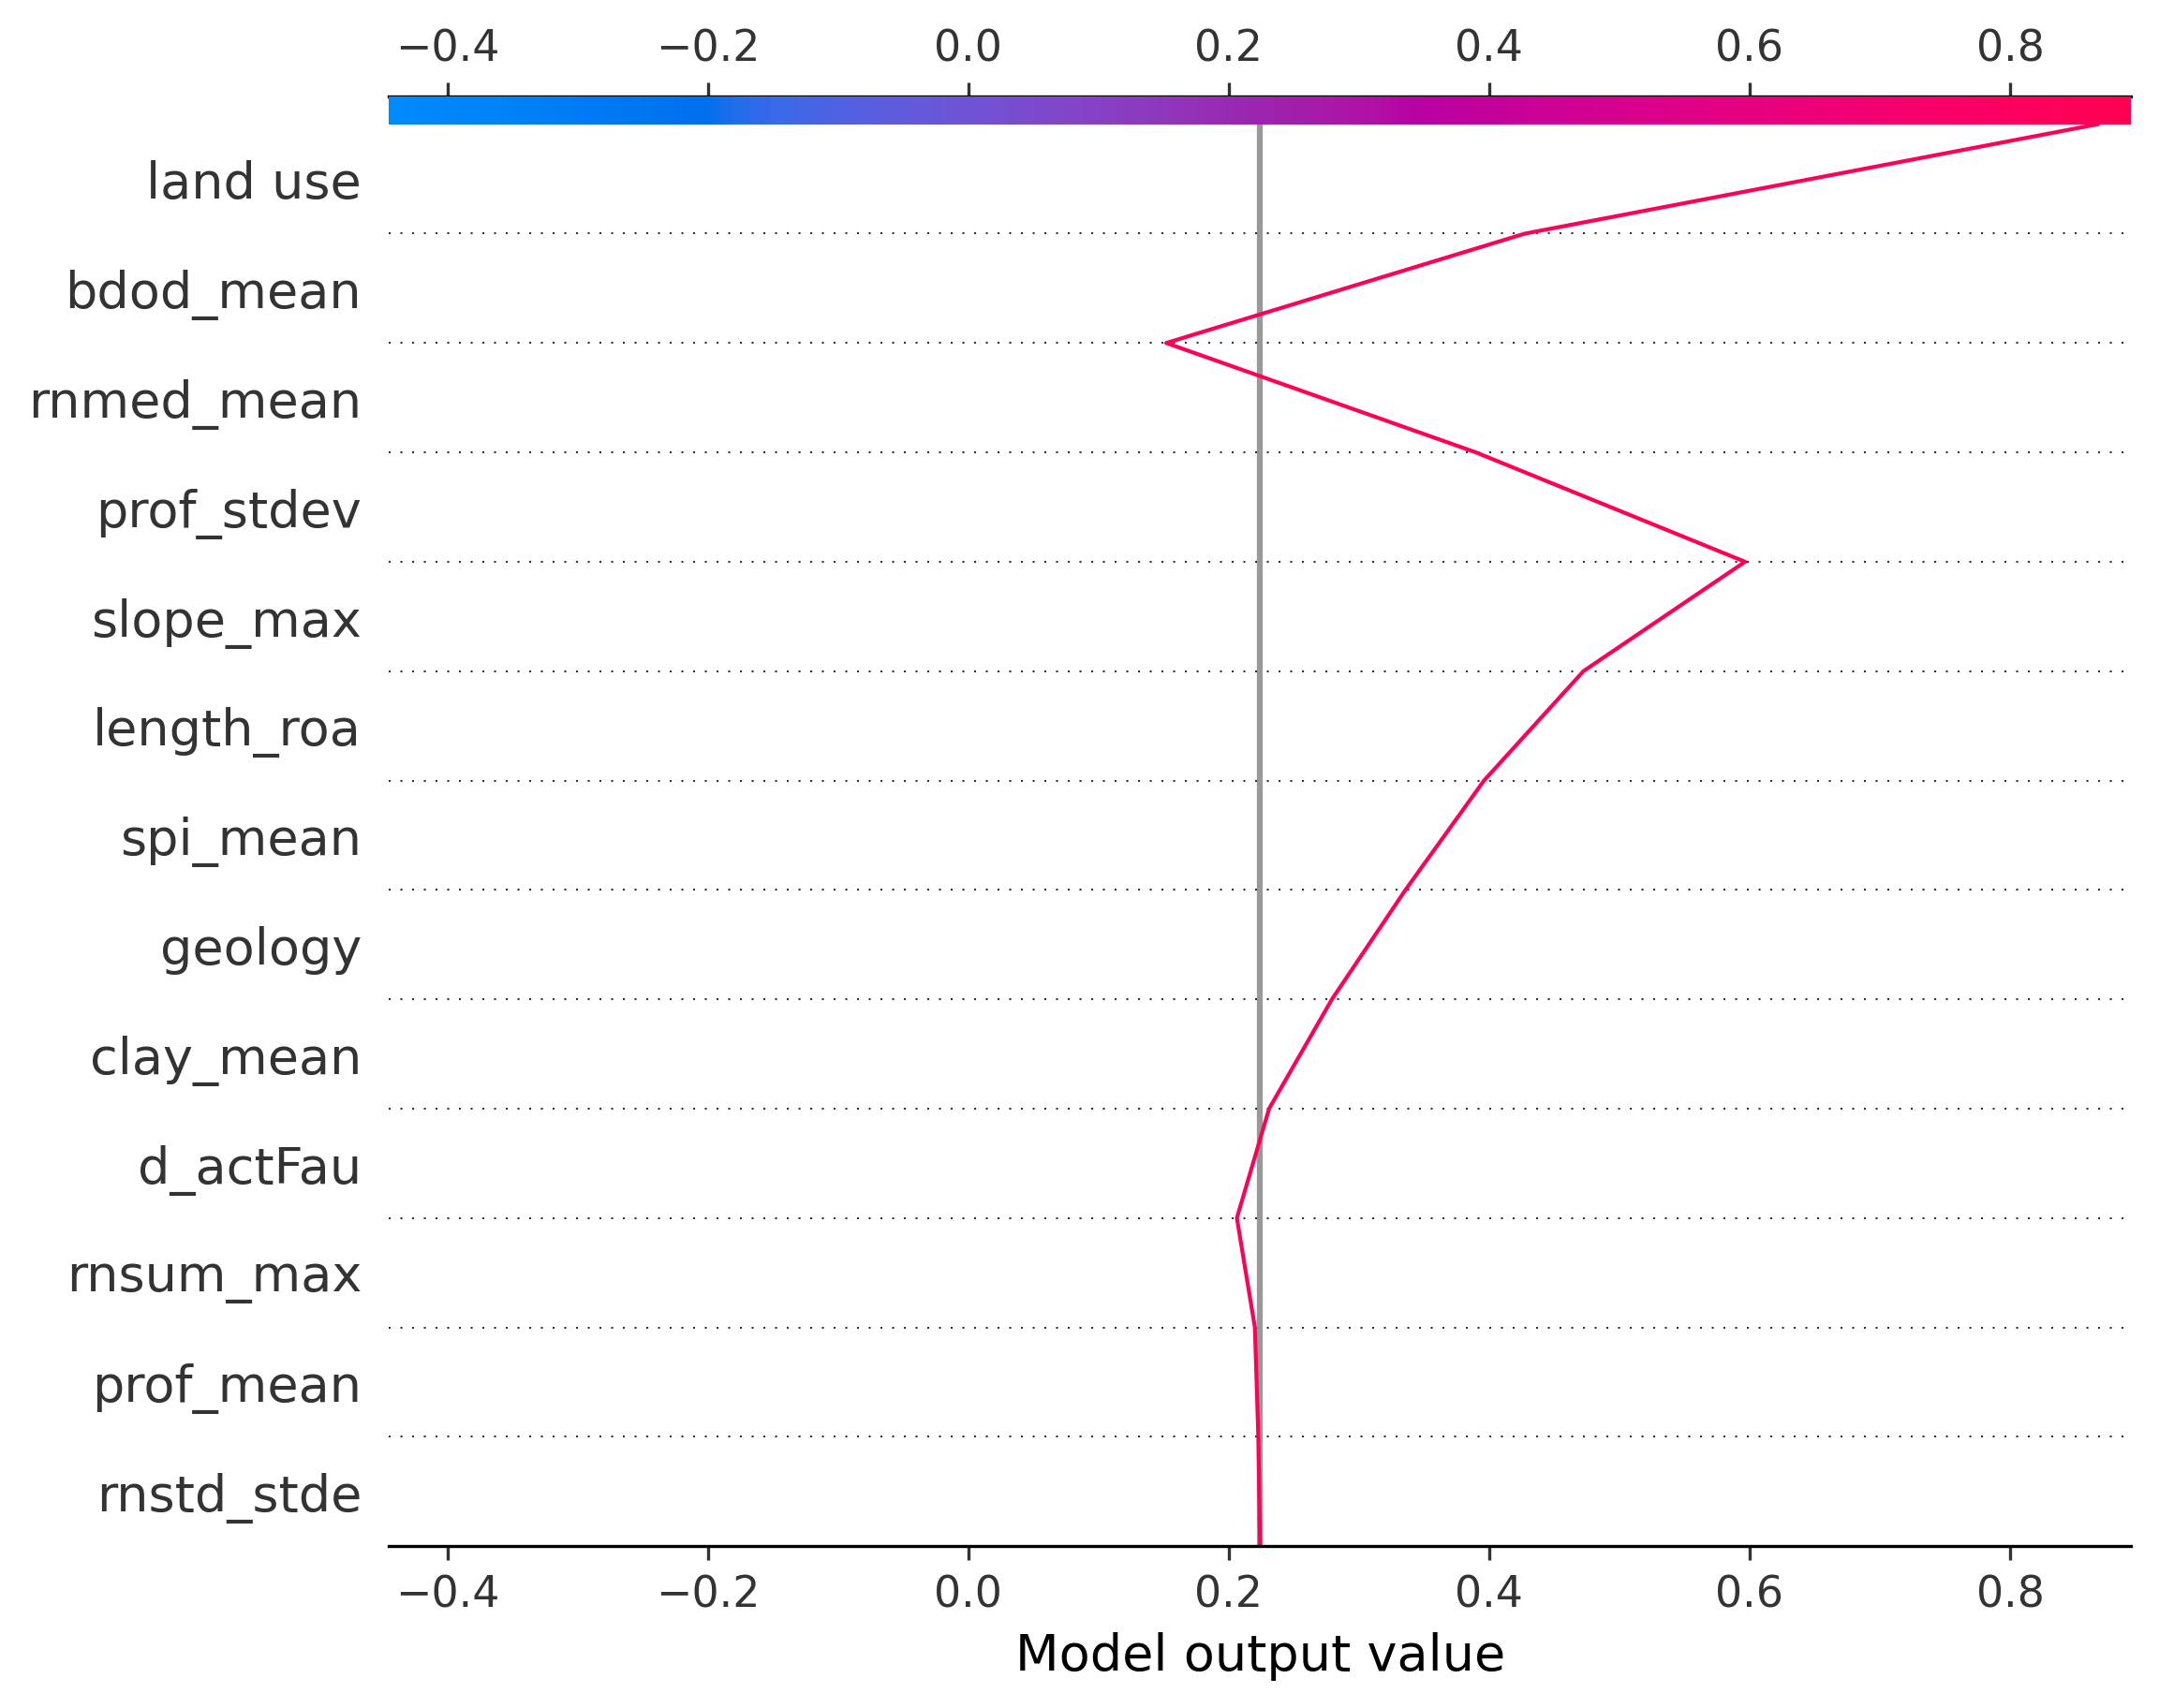 −0.4 −0.2 0.0 0.2 0.4 0.6 0.8
land use
bdod_mean
rnmed_mean
prof_stdev
slope_max
length_roa
spi_mean
geology
clay_mean
d_actFau
rnsum_max
prof_mean
rnstd_stde
−0.4 −0.2 0.0 0.2 0.4 0.6 0.8
Model output value